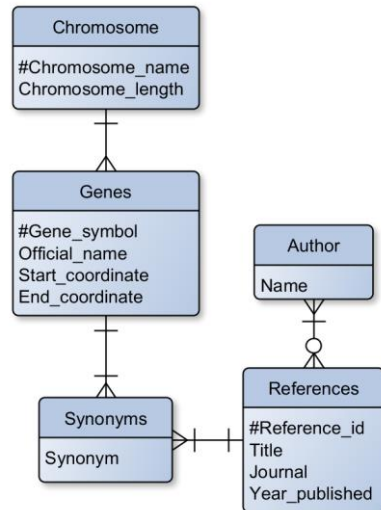 Chromosome
#Chromosome_name
Chromosome_length
Genes
#Gene_symbol
Official_name
Start_coordinate
End_coordinate
Author
Name
Synonyms
Synonym
References
#Reference_id
Title
Journal
Year_published